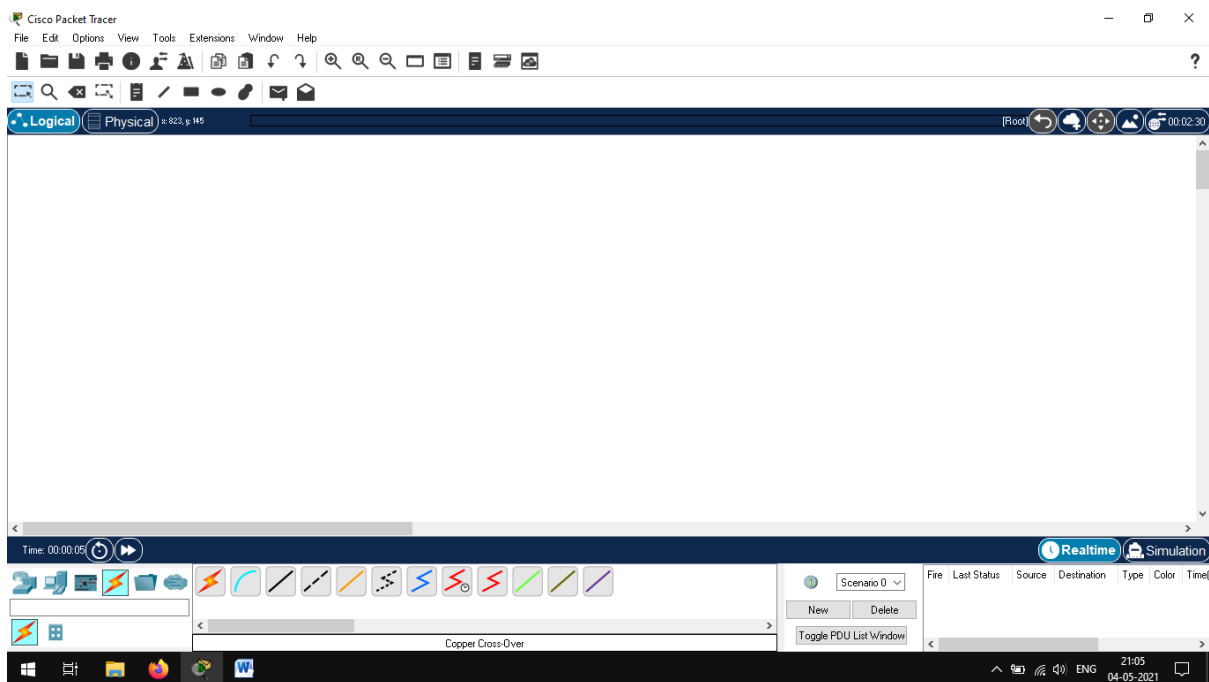 Cisco Packet Tracer
File Edit Options View Tools Extensions Window Help
?
Logical Physical x: 823, y: 145 [Root] 00:02:30
Time: 00:00:05 Realtime Simulation
Scenario 0
Fire Last Status Source Destination Type Color Time(
New Delete
Toggle PDU List Window
Copper Cross-Over
ENG
21:05
04-05-2021